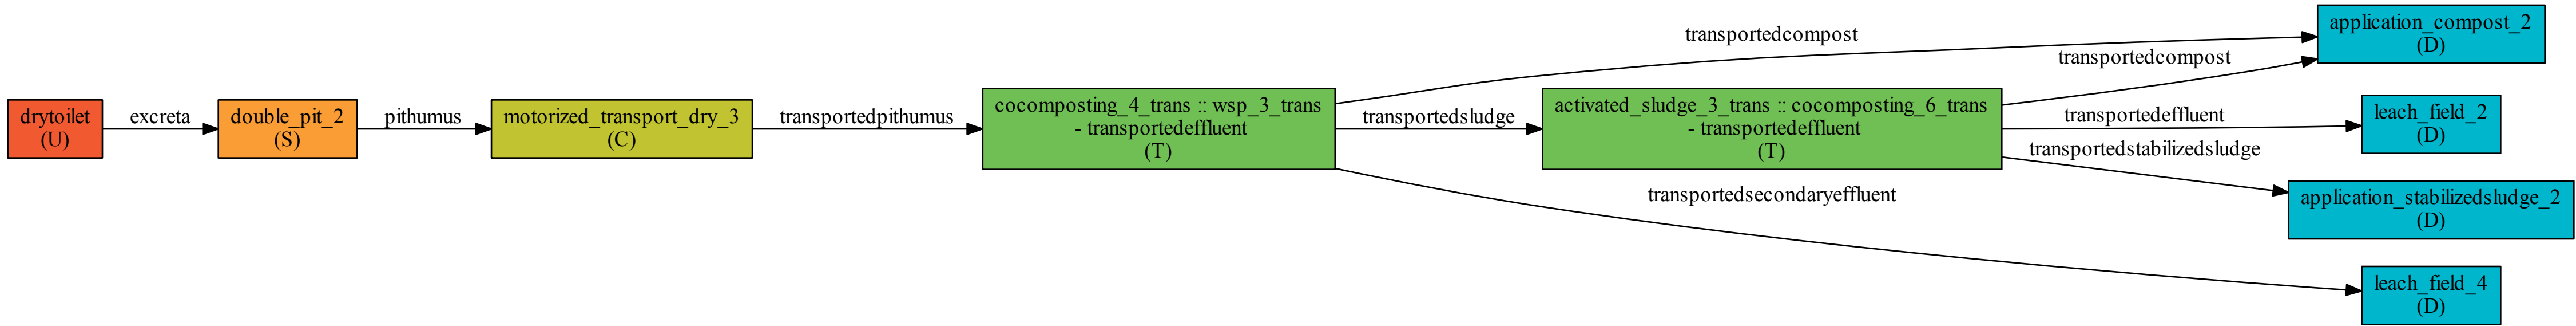 drytoilet
(U)
excreta
double_pit_2
(S)
pithumus
motorized_transport_dry_3
(C)
transportedpithumus
cocomposting_4_trans :: wsp_3_trans
- transportedeffluent
(T)
transportedcompost
transportedsludge
transportedsecondaryeffluent
activated_sludge_3_trans :: cocomposting_6_trans
- transportedeffluent
(T)
transportedcompost
transportedeffluent
transportedstabilizedsludge
application_compost_2
(D)
leach_field_2
(D)
application_stabilizedsludge_2
(D)
leach_field_4
(D)